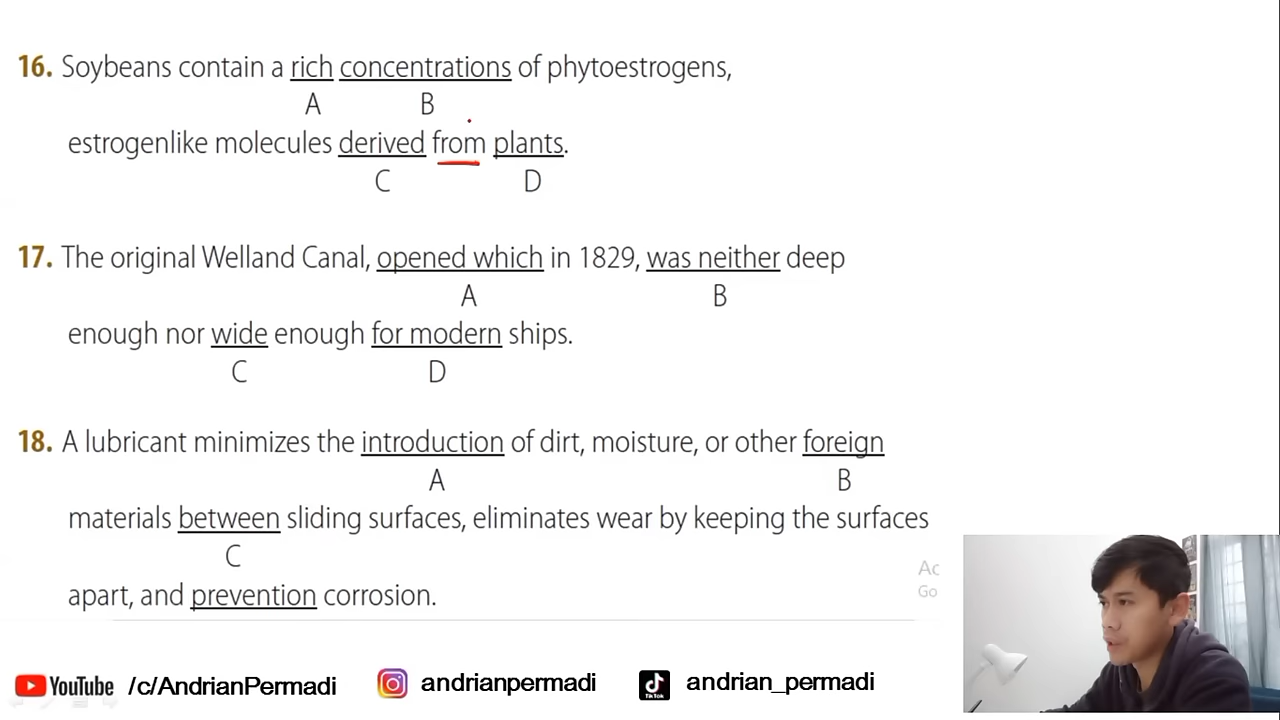 16. Soybeans contain a rich concentrations of phytoestrogens,
A B
estrogenlike molecules derived from plants.
C D
17. The original Welland Canal, opened which in 1829, was neither deep
A B
enough nor wide enough for modern ships.
C D
18. A lubricant minimizes the introduction of dirt, moisture, or other foreign
A B
materials between sliding surfaces, eliminates wear by keeping the surfaces
C
apart, and prevention corrosion.
Ac
Go
YouTube /c/AndrianPermadi andrianpermadi TikTok andrian_permadi